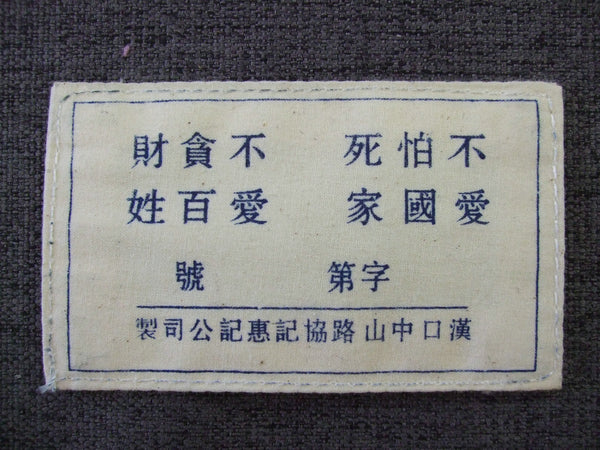 不怕死 不貪財
愛國家 愛百姓
字第 號
漢口中山路協記惠記公司製